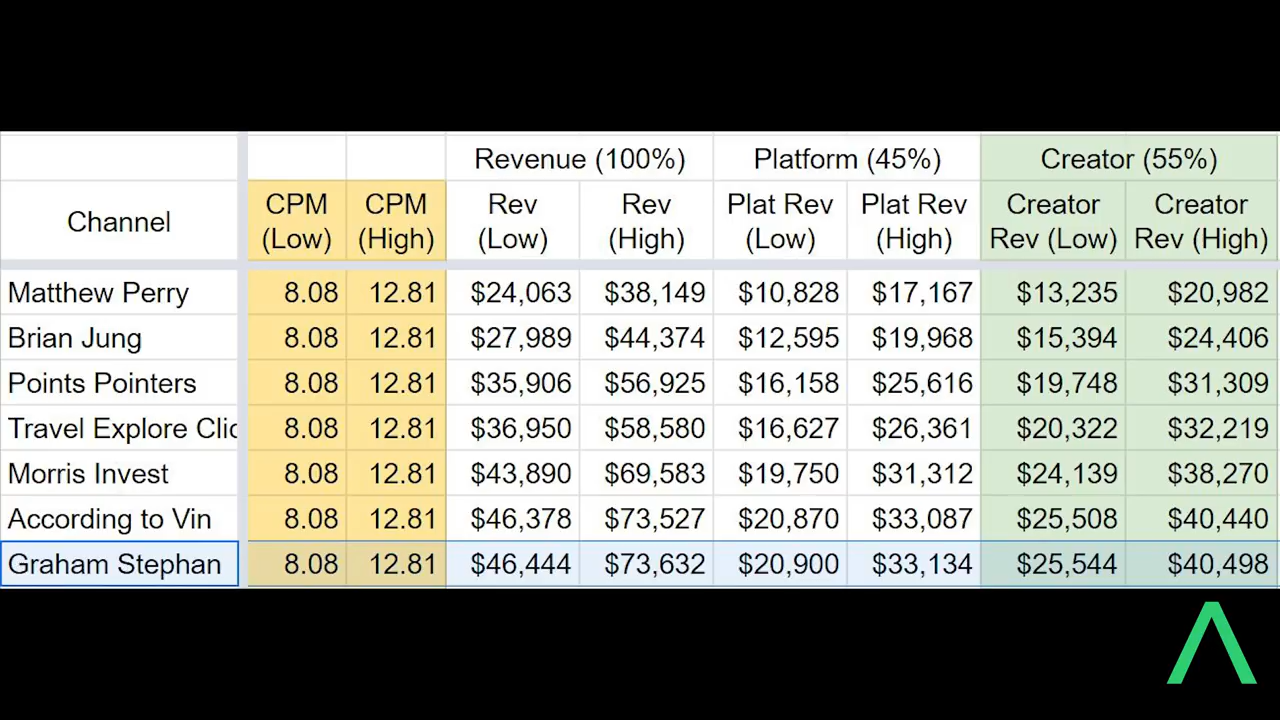 Revenue (100%) Platform (45%) Creator (55%)
Channel CPM (Low) CPM (High) Rev (Low) Rev (High) Plat Rev (Low) Plat Rev (High) Creator Rev (Low) Creator Rev (High)
Matthew Perry 8.08 12.81 $24,063 $38,149 $10,828 $17,167 $13,235 $20,982
Brian Jung 8.08 12.81 $27,989 $44,374 $12,595 $19,968 $15,394 $24,406
Points Pointers 8.08 12.81 $35,906 $56,925 $16,158 $25,616 $19,748 $31,309
Travel Explore Clic 8.08 12.81 $36,950 $58,580 $16,627 $26,361 $20,322 $32,219
Morris Invest 8.08 12.81 $43,890 $69,583 $19,750 $31,312 $24,139 $38,270
According to Vin 8.08 12.81 $46,378 $73,527 $20,870 $33,087 $25,508 $40,440
Graham Stephan 8.08 12.81 $46,444 $73,632 $20,900 $33,134 $25,544 $40,498